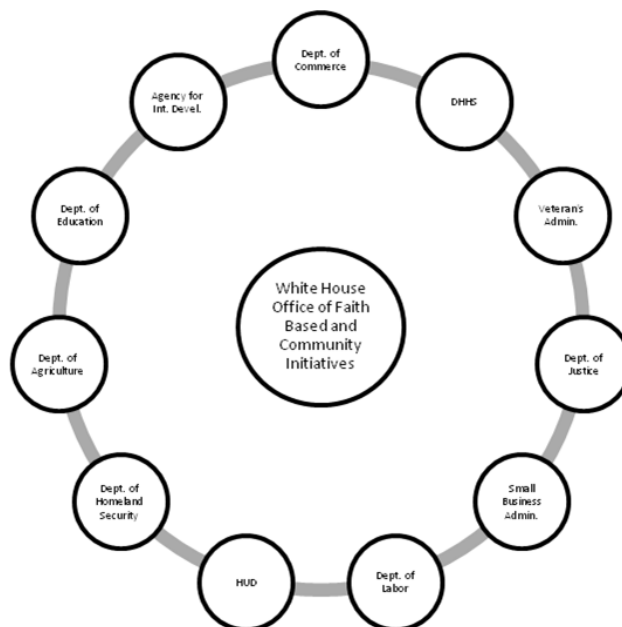 Dept. of
Commerce
DHHS
Veteran's
Admin.
Dept. of
Justice
Small
Business
Admin.
Dept. of
Labor
HUD
Dept. of
Homeland
Security
Dept. of
Agriculture
Dept. of
Education
Agency for
Int. Devel.
White House
Office of Faith
Based and
Community
Initiatives